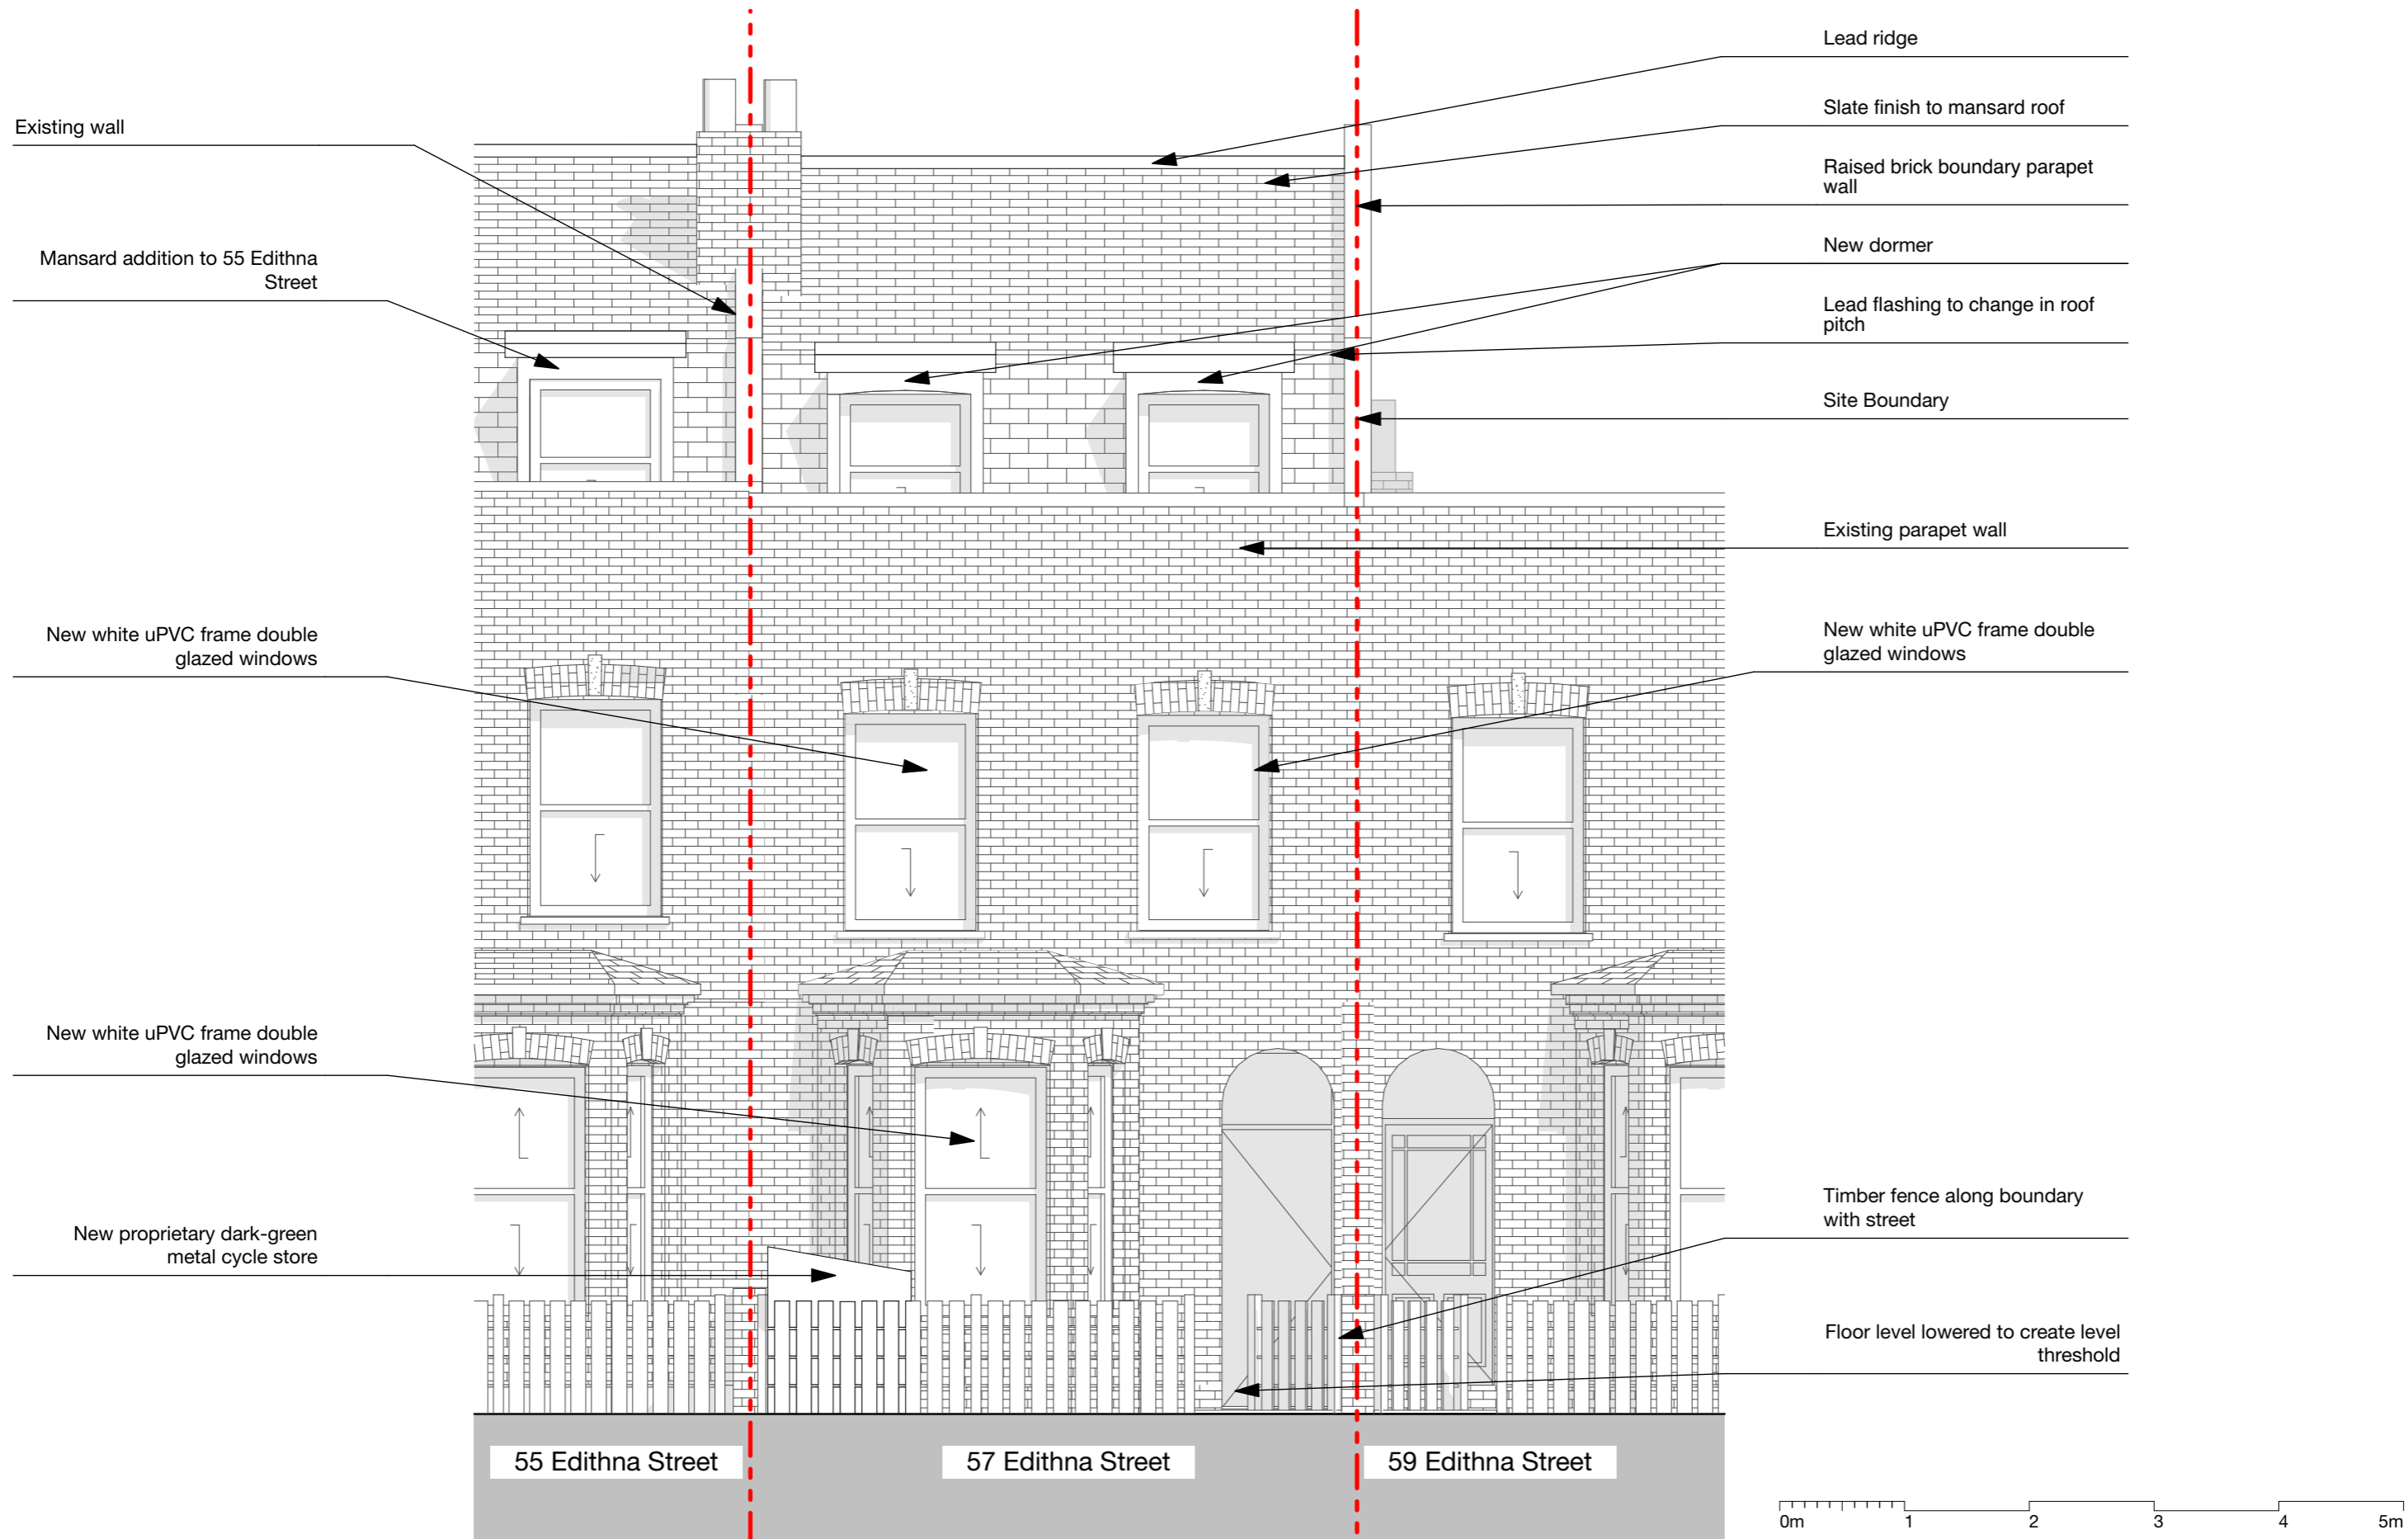 Lead ridge
Slate finish to mansard roof
Existing wall
Raised brick boundary parapet
wall
New dormer
Mansard addition to 55 Edithna
Street
Lead flashing to change in roof
pitch
Site Boundary
Existing parapet wall
New white uPVC frame double
glazed windows
New white uPVC frame double
glazed windows
New white uPVC frame double
glazed windows
Timber fence along boundary
with street
New proprietary dark-green
metal cycle store
Floor level lowered to create level
threshold
55 Edithna Street
57 Edithna Street
59 Edithna Street
0m 1 2 3 4 5m